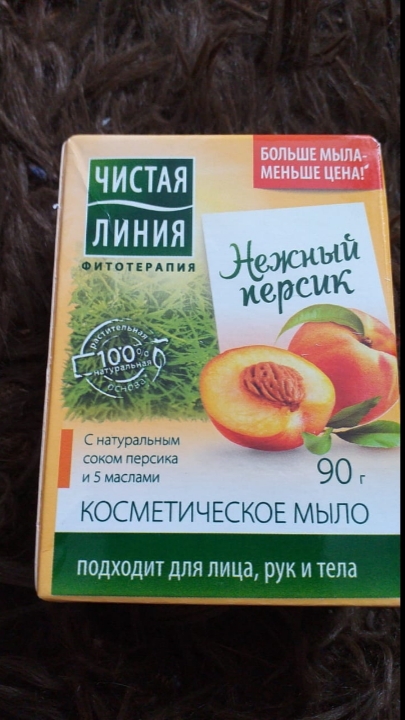 БОЛЬШЕ МЫЛА-
МЕНЬШЕ ЦЕНА!*
ЧИСТАЯ
ЛИНИЯ
ФИТОТЕРАПИЯ
Нежный
персик
растительная
100%
натуральная
основа
С натуральным
соком персика
и 5 маслами
90 г
КОСМЕТИЧЕСКОЕ МЫЛО
подходит для лица, рук и тела